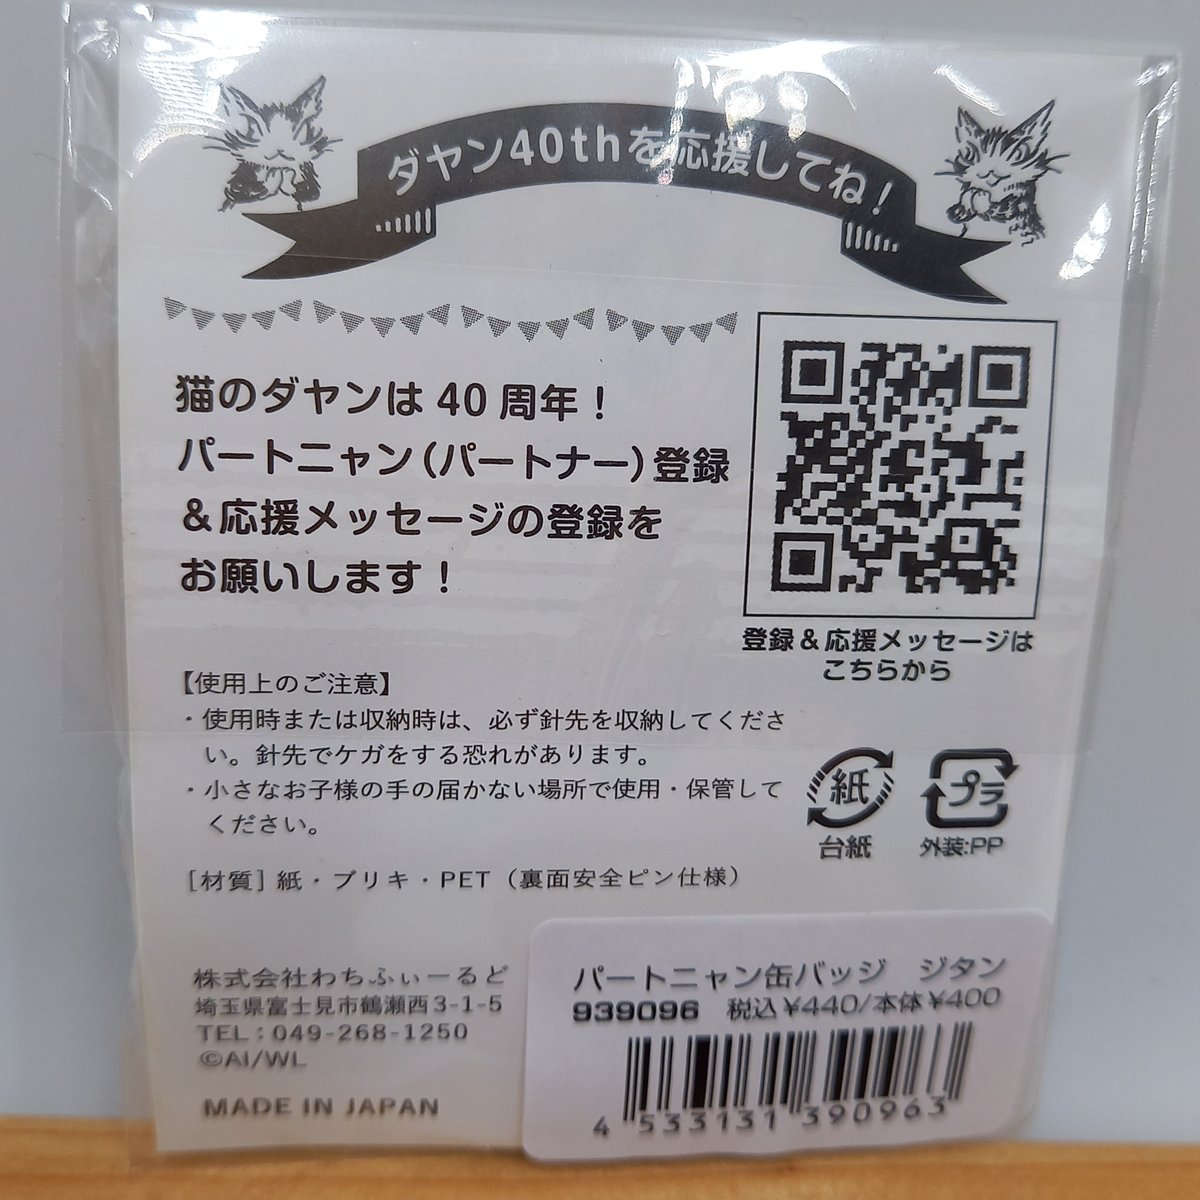 ダヤン40thを応援してね!
猫のダヤンは40周年!
パートニャン(パートナー)登録
&応援メッセージの登録を
お願いします!
登録&応援メッセージは
こちらから
【使用上のご注意】
・使用時または収納時は、必ず針先を収納してくださ
い。針先でケガをする恐れがあります。
・小さなお子様の手の届かない場所で使用・保管して
ください。
紙
台紙
プラ
外装:PP
[材質]紙・ブリキ・PET(裏面安全ピン仕様)
株式会社わちふぃーるど
埼玉県富士見市鶴瀬西3-1-5
TEL:049-268-1250
©AI/WL
MADE IN JAPAN
パートニャン缶バッジ ジタン
939096 税込¥440/本体¥400
4 533131 390963